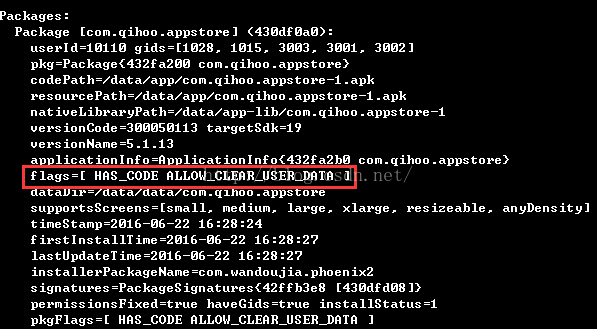 Packages:
Package [com.qihoo.appstore] (430df0a0):
userId=10110 gids=[1028, 1015, 3003, 3001, 3002]
pkg=Package{432fa200 com.qihoo.appstore}
codePath=/data/app/com.qihoo.appstore-1.apk
resourcePath=/data/app/com.qihoo.appstore-1.apk
nativeLibraryPath=/data/app-lib/com.qihoo.appstore-1
versionCode=300050113 targetSdk=19
versionName=5.1.13
applicationInfo=ApplicationInfo{432fa2b0 com.qihoo.appstore}
flags=[ HAS_CODE ALLOW_CLEAR_USER_DATA ]
dataDir=/data/data/com.qihoo.appstore
supportsScreens=[small, medium, large, xlarge, resizeable, anyDensity]
timeStamp=2016-06-22 16:28:24
firstInstallTime=2016-06-22 16:28:27
lastUpdateTime=2016-06-22 16:28:27
installerPackageName=com.wandoujia.phoenix2
signatures=PackageSignatures{42ffb3e8 [430dfd08]}
permissionsFixed=true haveGids=true installStatus=1
pkgFlags=[ HAS_CODE ALLOW_CLEAR_USER_DATA ]